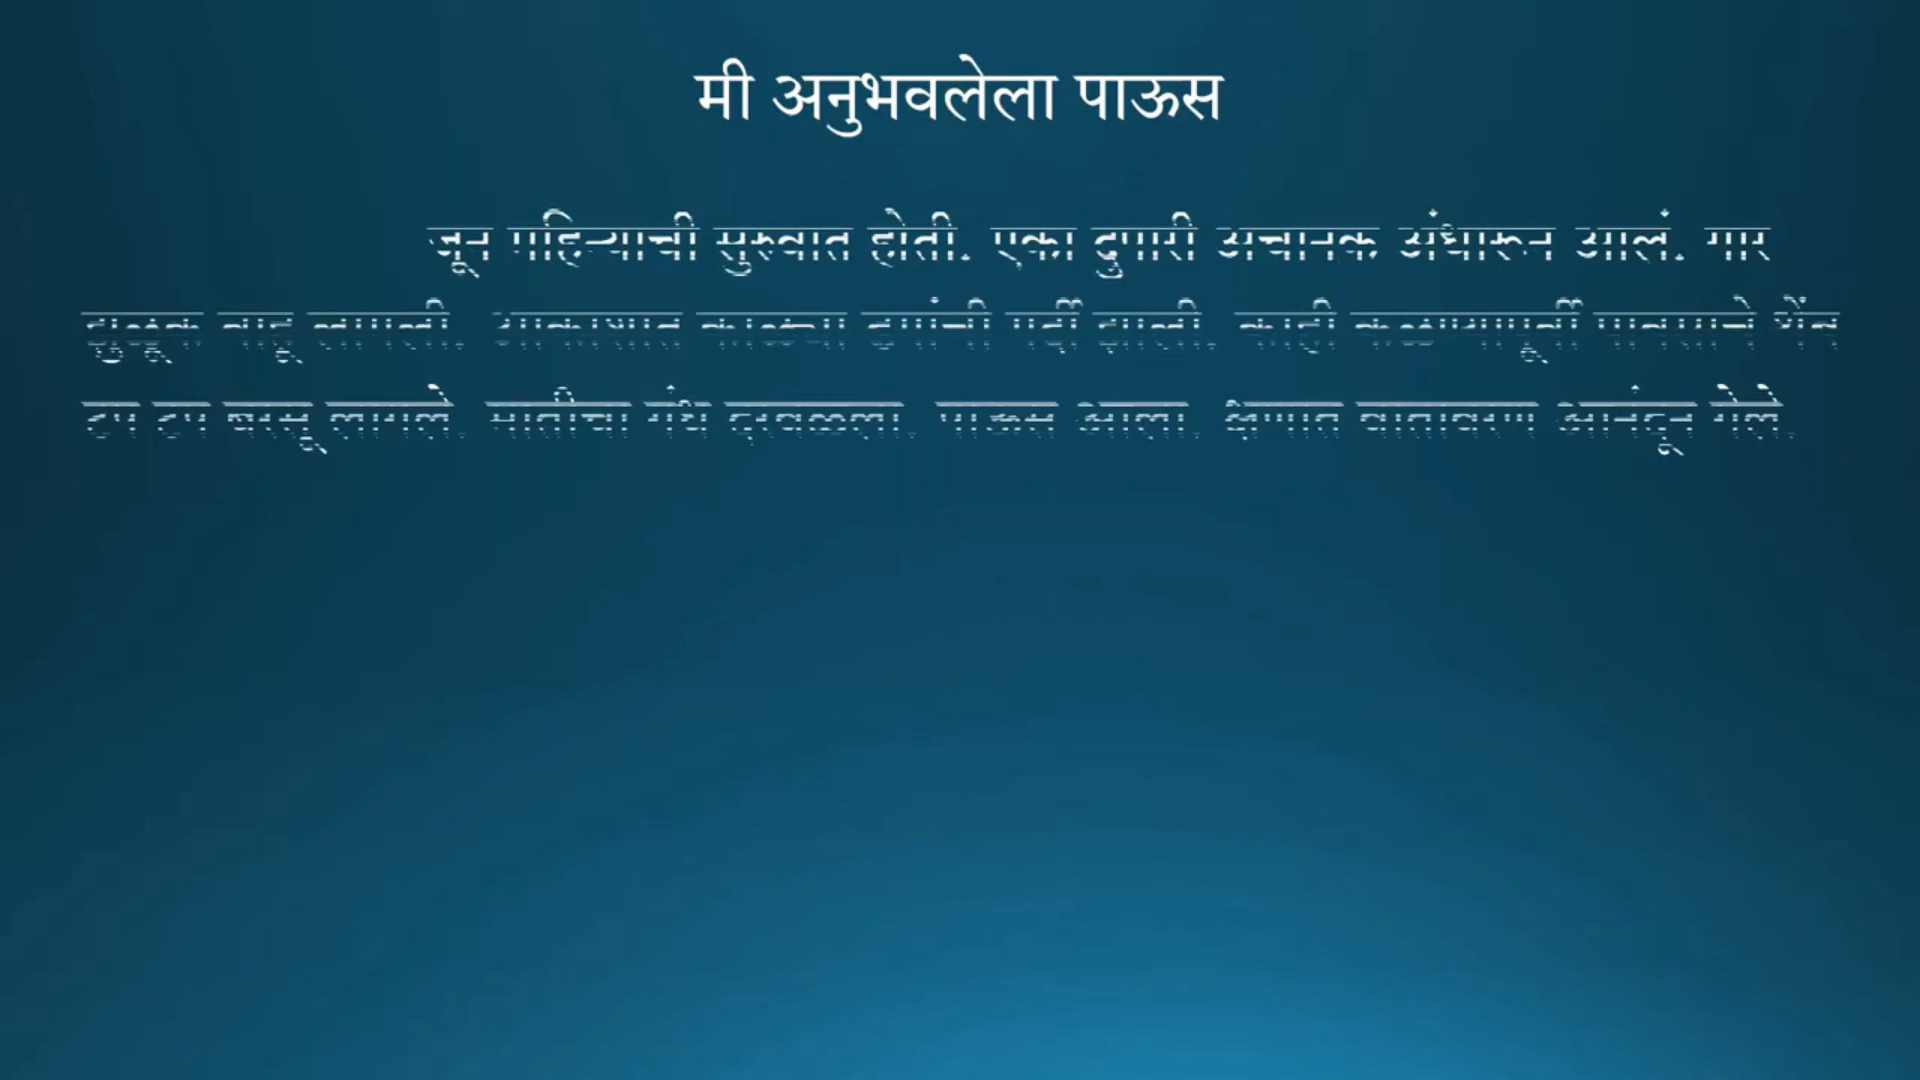 मी अनुभवलेला पाऊस
जून महिन्याची सुरुवात होती. एका दुपारी अचानक अंधारून आलं. गार
झुळूक वाहू लागली. आकाशात काळ्या ढगांनी गर्दी झाली. काही कळण्यापूर्वी पावसाने थेंब
टप टप बरसू लागले. मातीचा गंध दरवळला. पाऊस आला. क्षणात वातावरण आनंदून गेले.